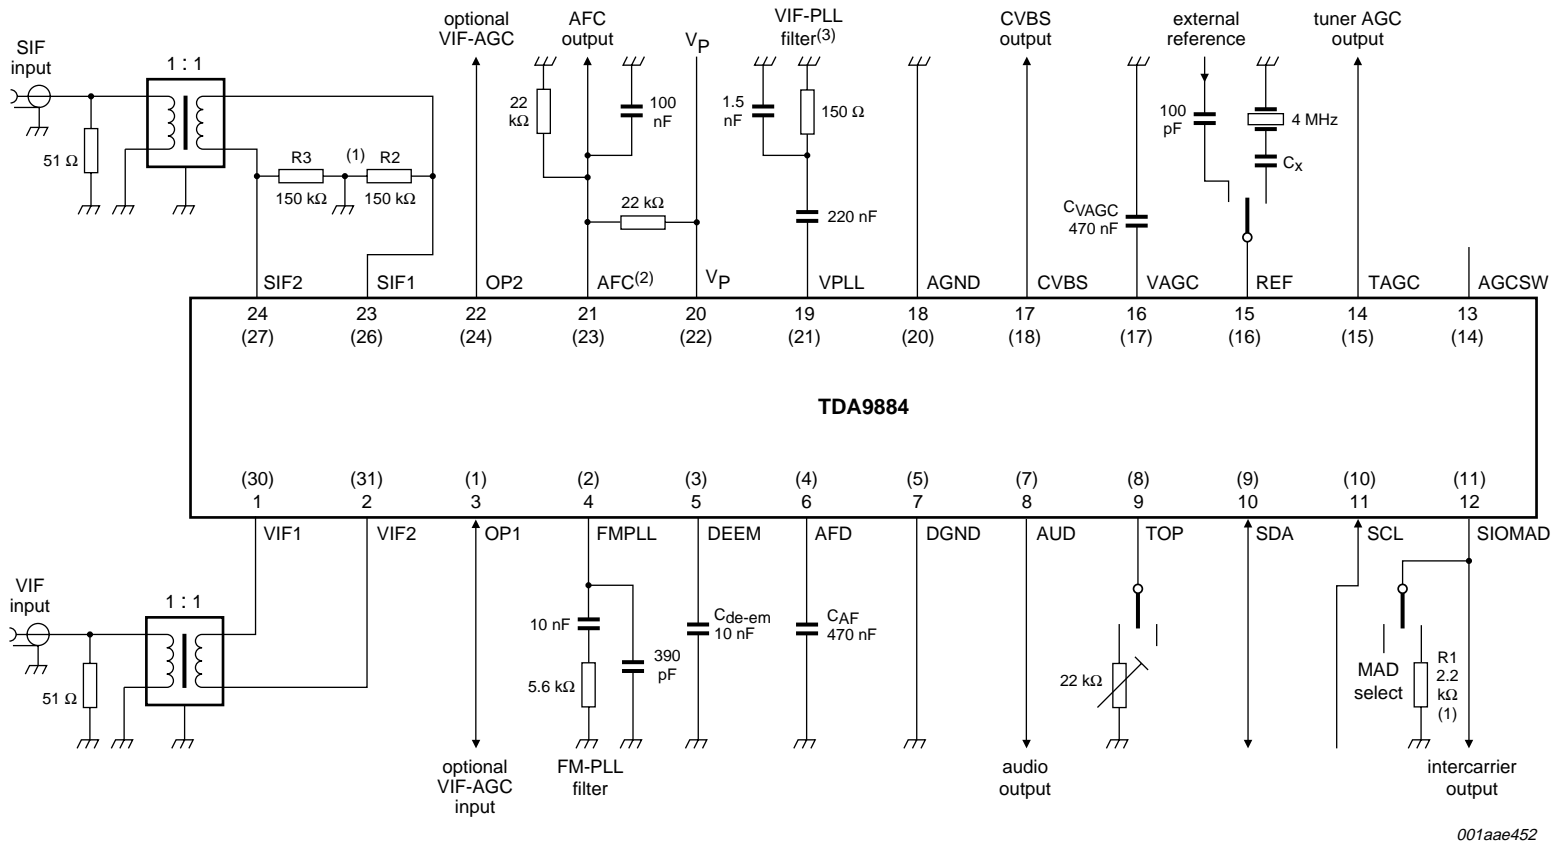 SIF
input
1 : 1
51 Ω
R3
150 kΩ
(1)
R2
150 kΩ
optional
VIF-AGC
AFC
output
22
kΩ
100
nF
22 kΩ
VP
VIF-PLL
filter(3)
1.5
nF
150 Ω
220 nF
CVBS
output
CVAGC
470 nF
external
reference
100
pF
4 MHz
Cx
tuner AGC
output
SIF2
SIF1
OP2
AFC(2)
VP
VPLL
AGND
CVBS
VAGC
REF
TAGC
AGCSW
24 23 22 21 20 19 18 17 16 15 14 13
(27) (26) (24) (23) (22) (21) (20) (18) (17) (16) (15) (14)
TDA9884
(30) (31) (1) (2) (3) (4) (5) (7) (8) (9) (10) (11)
1 2 3 4 5 6 7 8 9 10 11 12
VIF1
VIF2
OP1
FMPLL
DEEM
AFD
DGND
AUD
TOP
SDA
SCL
SIOMAD
VIF
input
1 : 1
51 Ω
optional
VIF-AGC
input
10 nF
5.6 kΩ
390
pF
FM-PLL
filter
Cde-em
10 nF
CAF
470 nF
audio
output
22 kΩ
MAD
select
R1
2.2
kΩ
(1)
intercarrier
output
001aae452